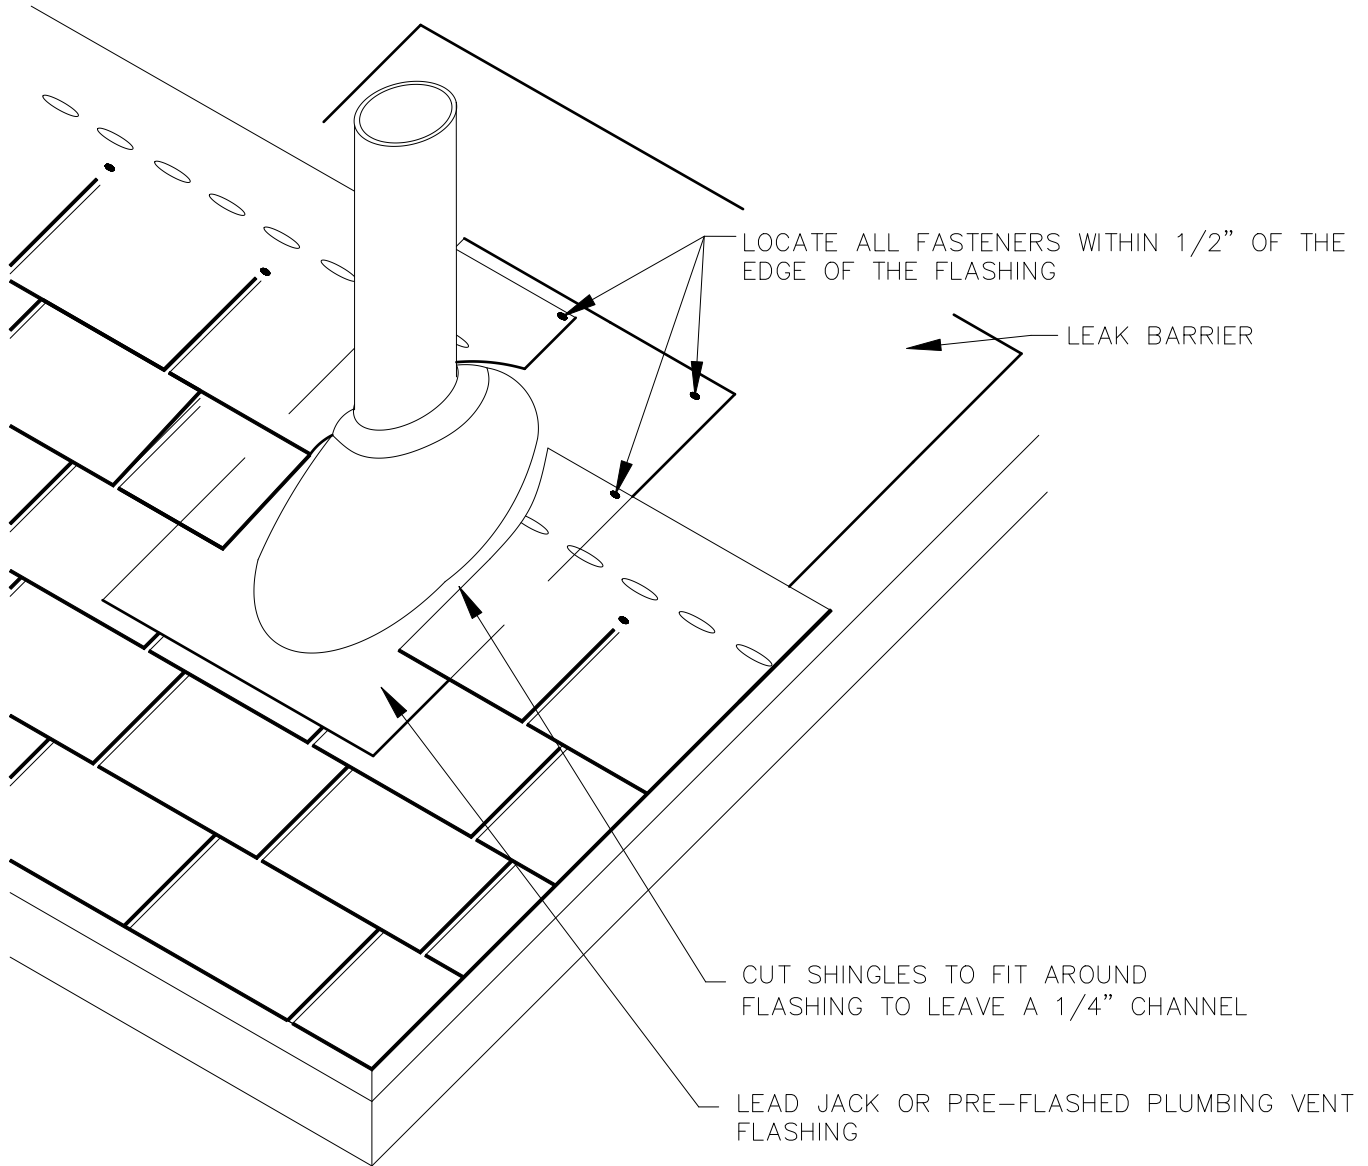 LOCATE ALL FASTENERS WITHIN 1/2” OF THE
EDGE OF THE FLASHING
LEAK BARRIER
CUT SHINGLES TO FIT AROUND
FLASHING TO LEAVE A 1/4” CHANNEL
LEAD JACK OR PRE–FLASHED PLUMBING VENT
FLASHING